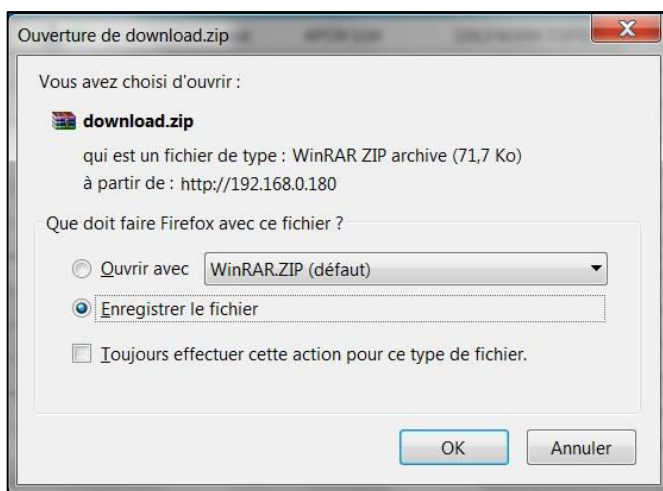 Ouverture de download.zip
Vous avez choisi d'ouvrir :
download.zip
qui est un fichier de type : WinRAR ZIP archive (71,7 Ko)
à partir de : http://192.168.0.180
Que doit faire Firefox avec ce fichier ?
Ouvrir avec WinRAR.ZIP (défaut)
Enregistrer le fichier
Toujours effectuer cette action pour ce type de fichier.
OK Annuler